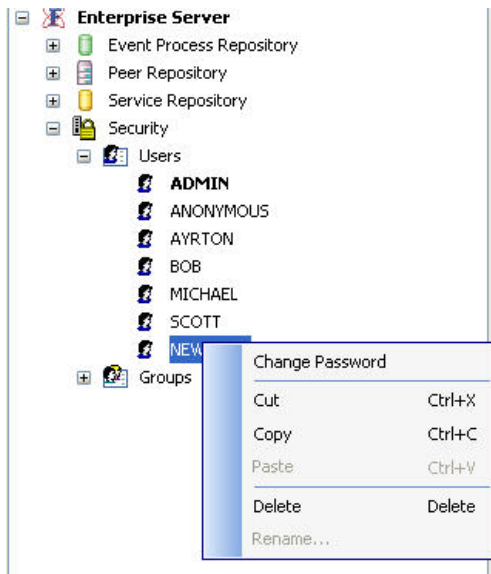 Enterprise Server
Event Process Repository
Peer Repository
Service Repository
Security
Users
ADMIN
ANONYMOUS
AYRTON
BOB
MICHAEL
SCOTT
Groups
Change Password
Cut Ctrl+X
Copy Ctrl+C
Paste Ctrl+V
Delete Delete
Rename...